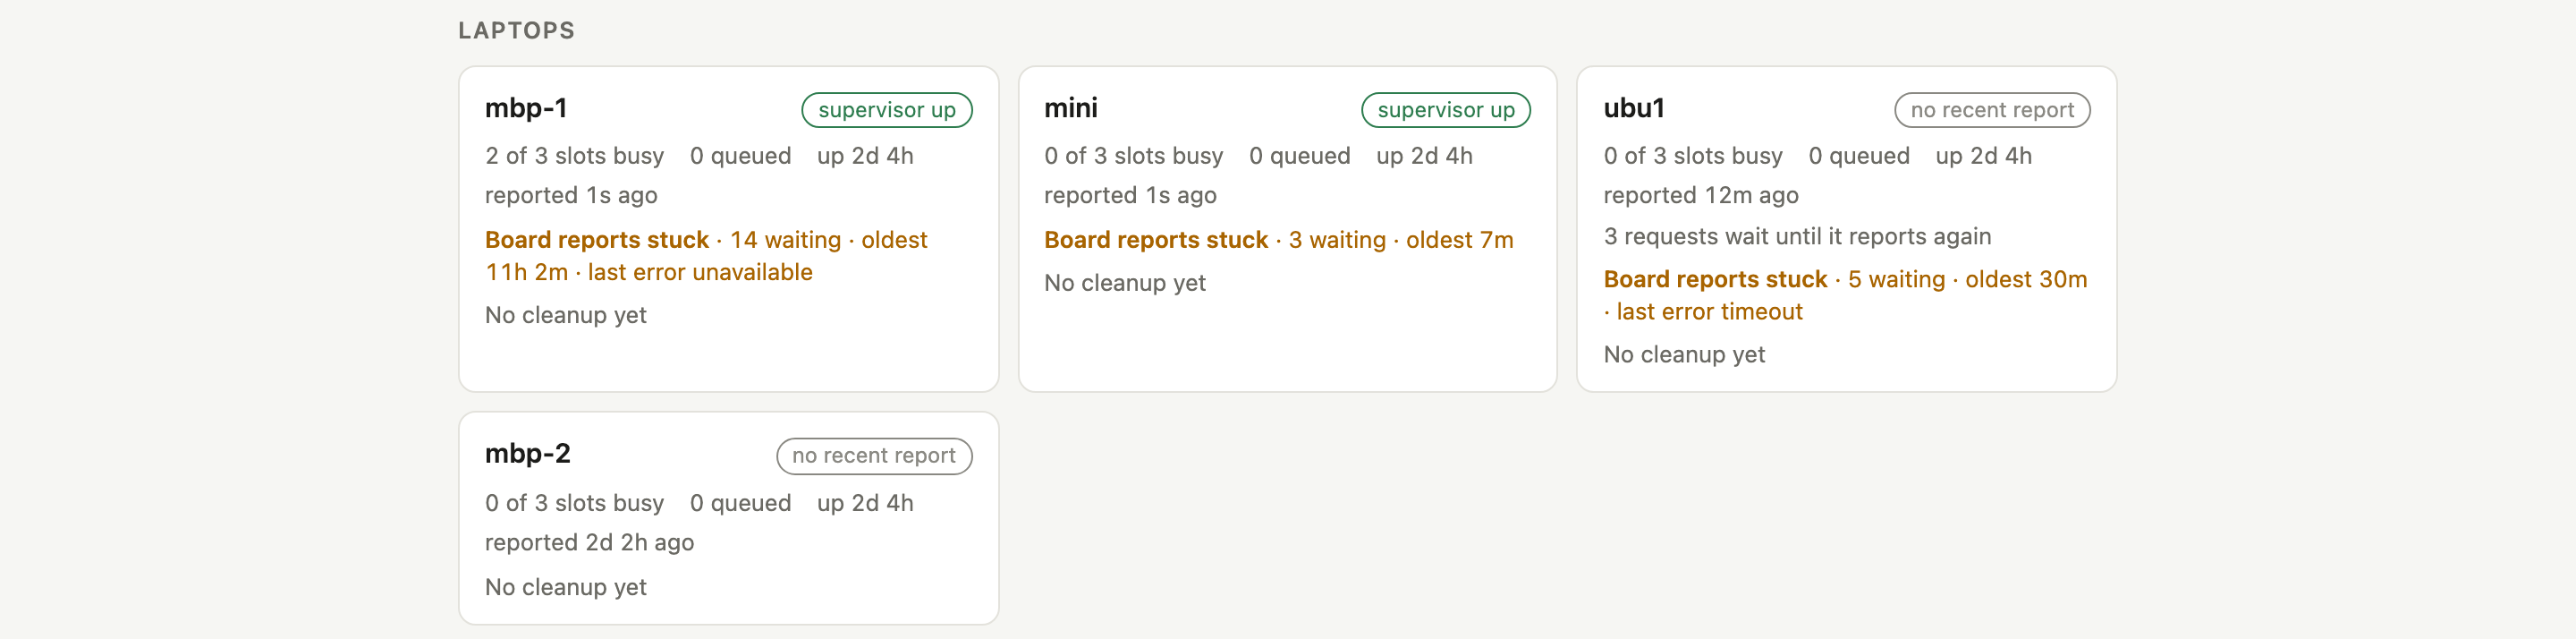 LAPTOPS
mbp-1
supervisor up
2 of 3 slots busy 0 queued up 2d 4h
reported 1s ago
Board reports stuck · 14 waiting · oldest
11h 2m · last error unavailable
No cleanup yet
mini
supervisor up
0 of 3 slots busy 0 queued up 2d 4h
reported 1s ago
Board reports stuck · 3 waiting · oldest 7m
No cleanup yet
ubu1
no recent report
0 of 3 slots busy 0 queued up 2d 4h
reported 12m ago
3 requests wait until it reports again
Board reports stuck · 5 waiting · oldest 30m
· last error timeout
No cleanup yet
mbp-2
no recent report
0 of 3 slots busy 0 queued up 2d 4h
reported 2d 2h ago
No cleanup yet